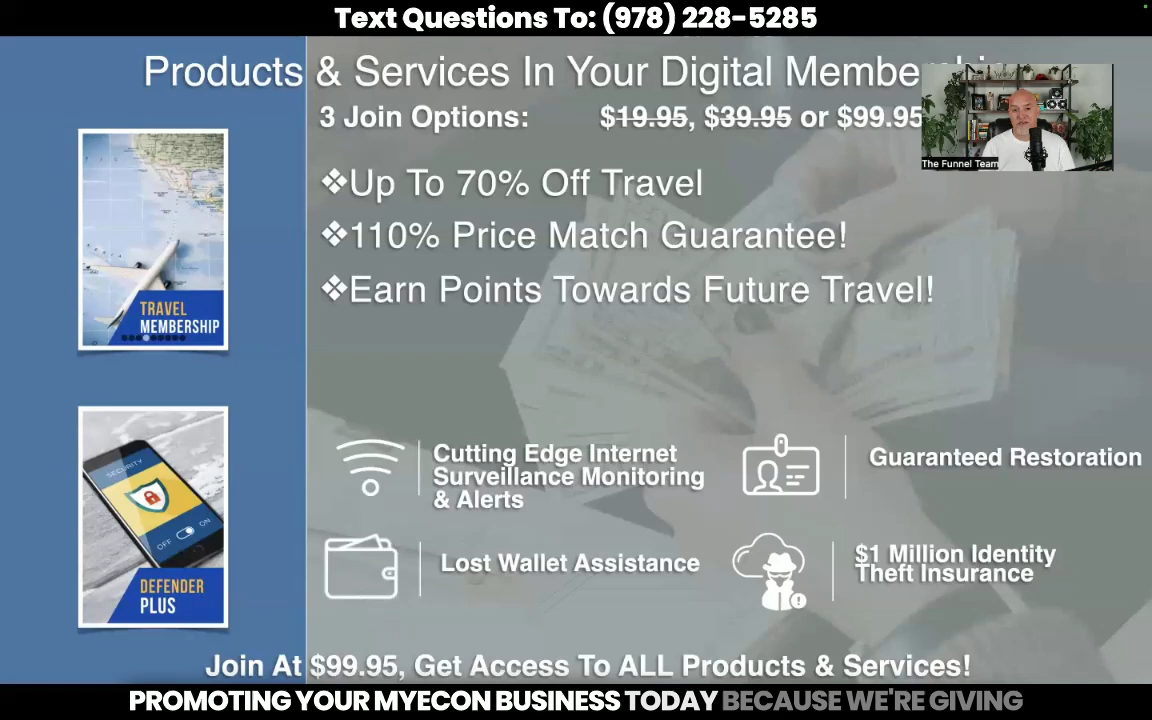 Text Questions To: (978) 228-5285
Products & Services In Your Digital Membership
3 Join Options: $19.95, $39.95 or $99.95
The Funnel Team
❖Up To 70% Off Travel
❖110% Price Match Guarantee!
❖Earn Points Towards Future Travel!
TRAVEL
MEMBERSHIP
Cutting Edge Internet
Surveillance Monitoring
& Alerts
Guaranteed Restoration
SECURITY
OFF ON
Lost Wallet Assistance
$1 Million Identity
Theft Insurance
DEFENDER
PLUS
Join At $99.95, Get Access To ALL Products & Services!
PROMOTING YOUR MYECON BUSINESS TODAY BECAUSE WE'RE GIVING